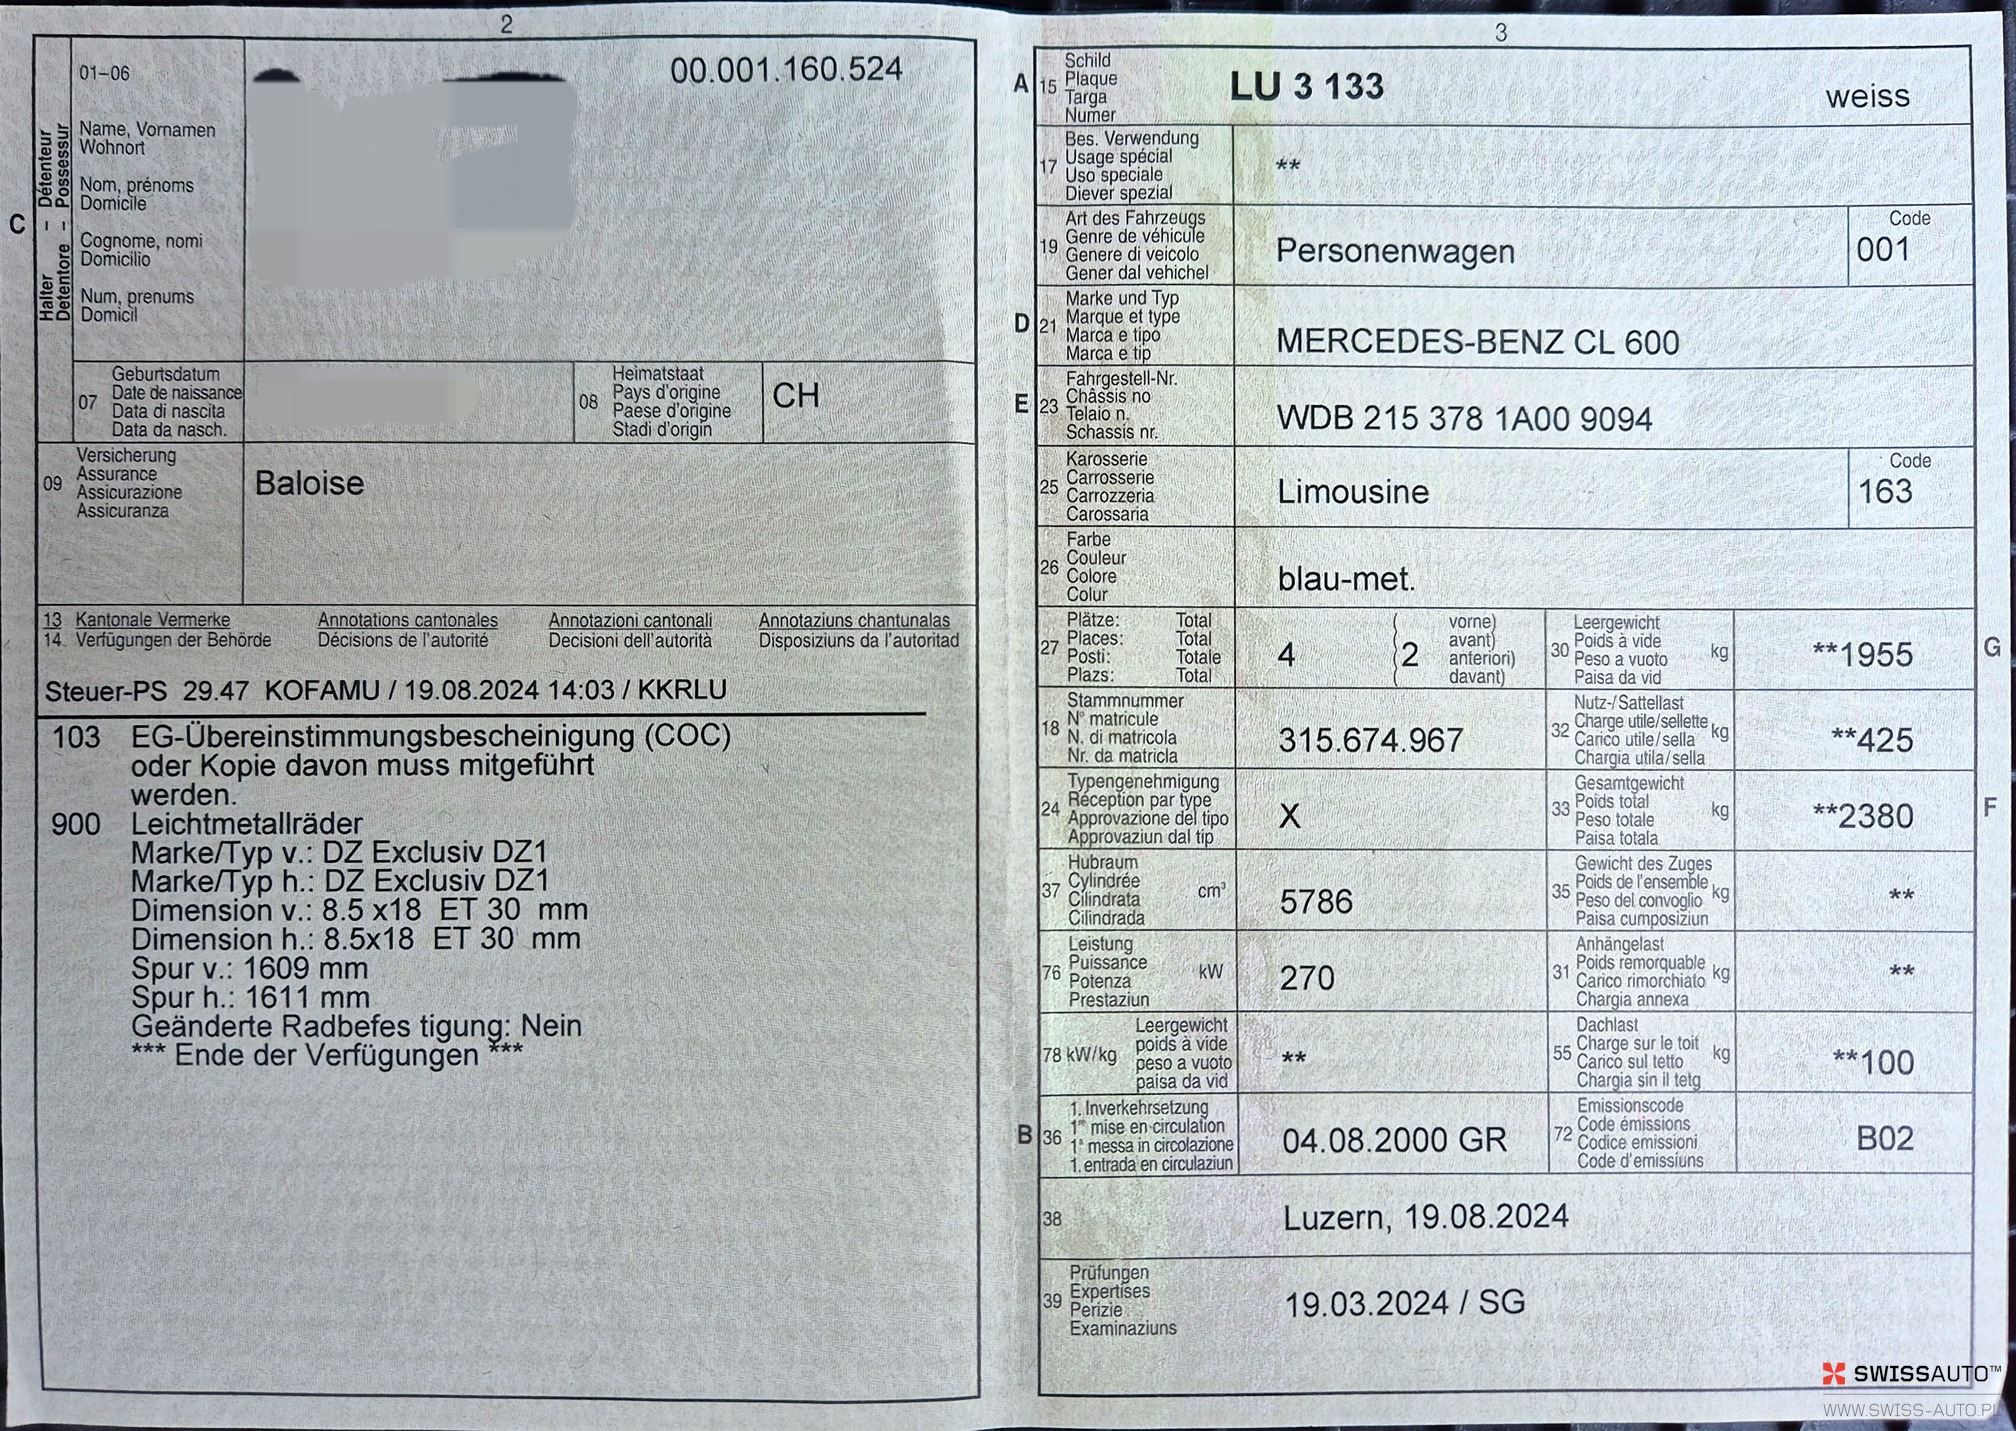 2
C
Halter – Détenteur
Detentore – Possessur
01–06
00.001.160.524
Name, Vornamen
Wohnort
Nom, prénoms
Domicile
Cognome, nomi
Domicilio
Num, prenums
Domicil
07
Geburtsdatum
Date de naissance
Data di nascita
Data da nasch.
08
Heimatstaat
Pays d'origine
Paese d'origine
Stadi d'origin
CH
09
Versicherung
Assurance
Assicurazione
Assicuranza
Baloise
13 Kantonale Vermerke Annotations cantonales Annotazioni cantonali Annotaziuns chantunalas
14 Verfügungen der Behörde Décisions de l'autorité Decisioni dell'autorità Disposiziuns da l'autoritad
Steuer-PS 29.47 KOFAMU / 19.08.2024 14:03 / KKRLU
103 EG-Übereinstimmungsbescheinigung (COC)
oder Kopie davon muss mitgeführt
werden.
900 Leichtmetallräder
Marke/Typ v.: DZ Exclusiv DZ1
Marke/Typ h.: DZ Exclusiv DZ1
Dimension v.: 8.5 x18 ET 30 mm
Dimension h.: 8.5x18 ET 30 mm
Spur v.: 1609 mm
Spur h.: 1611 mm
Geänderte Radbefes tigung: Nein
*** Ende der Verfügungen ***
3
A
15
Schild
Plaque
Targa
Numer
LU 3 133
weiss
17
Bes. Verwendung
Usage spécial
Uso speciale
Diever spezial
**
19
Art des Fahrzeugs
Genre de véhicule
Genere di veicolo
Gener dal vehichel
Personenwagen
Code
001
D
21
Marke und Typ
Marque et type
Marca e tipo
Marca e tip
MERCEDES-BENZ CL 600
E
23
Fahrgestell-Nr.
Châssis no
Telaio n.
Schassis nr.
WDB 215 378 1A00 9094
25
Karosserie
Carrosserie
Carrozzeria
Carossaria
Limousine
Code
163
26
Farbe
Couleur
Colore
Colur
blau-met.
27
Plätze: Total
Places: Total
Posti: Totale
Plazs: Total
4
2
vorne)
avant)
anteriori)
davant)
30
Leergewicht
Poids à vide
Peso a vuoto
Paisa da vid
kg
**1955
G
18
Stammnummer
N° matricule
N. di matricola
Nr. da matricla
315.674.967
32
Nutz-/Sattellast
Charge utile/sellette
Carico utile/sella
Chargia utila/sella
kg
**425
24
Typengenehmigung
Réception par type
Approvazione del tipo
Approvaziun dal tip
X
33
Gesamtgewicht
Poids total
Peso totale
Paisa totala
kg
**2380
F
37
Hubraum
Cylindrée
Cilindrata
Cilindrada
cm³
5786
35
Gewicht des Zuges
Poids de l'ensemble
Peso del convoglio
Paisa cumposiziun
kg
**
76
Leistung
Puissance
Potenza
Prestaziun
kW
270
31
Anhängelast
Poids remorquable
Carico rimorchiato
Chargia annexa
kg
**
78 kW/kg
Leergewicht
poids à vide
peso a vuoto
paisa da vid
**
55
Dachlast
Charge sur le toit
Carico sul tetto
Chargia sin il tetg
kg
**100
B
36
1. Inverkehrsetzung
1re mise en circulation
1a messa in circolazione
1. entrada en circulaziun
04.08.2000 GR
72
Emissionscode
Code émissions
Codice emissioni
Code d'emissiuns
B02
38
Luzern, 19.08.2024
39
Prüfungen
Expertises
Perizie
Examinaziuns
19.03.2024 / SG
SWISSAUTO™
WWW.SWISS-AUTO.PL